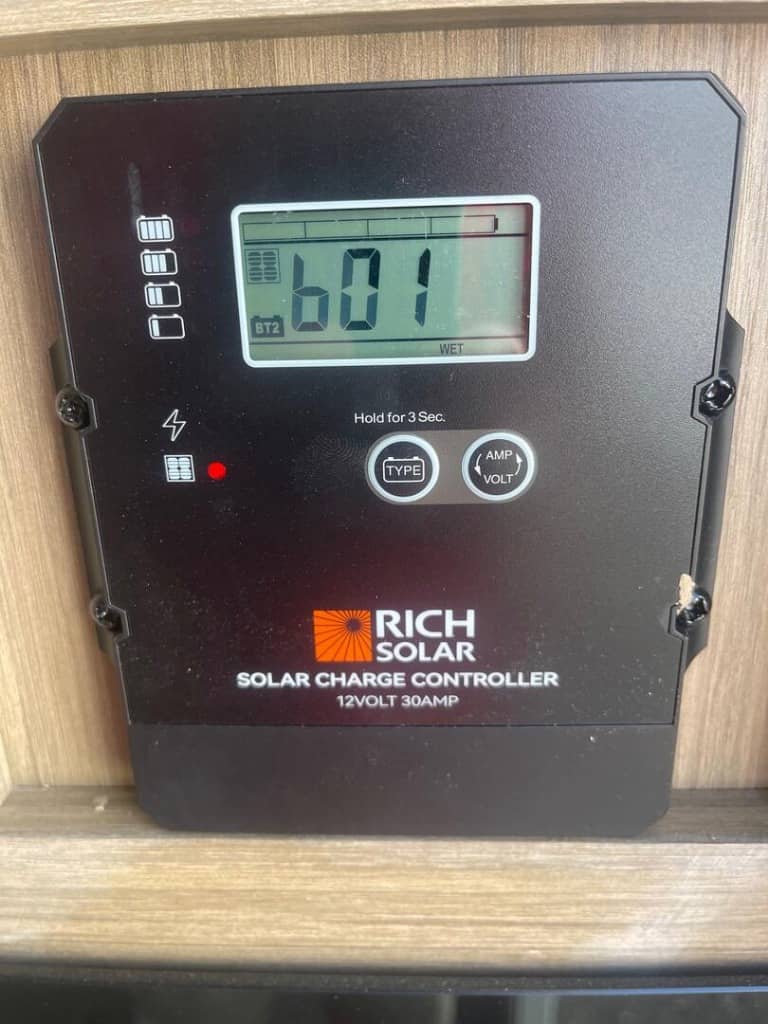 b01
BT2
WET
Hold for 3 Sec.
TYPE
AMP
VOLT
RICH
SOLAR
SOLAR CHARGE CONTROLLER
12VOLT 30AMP